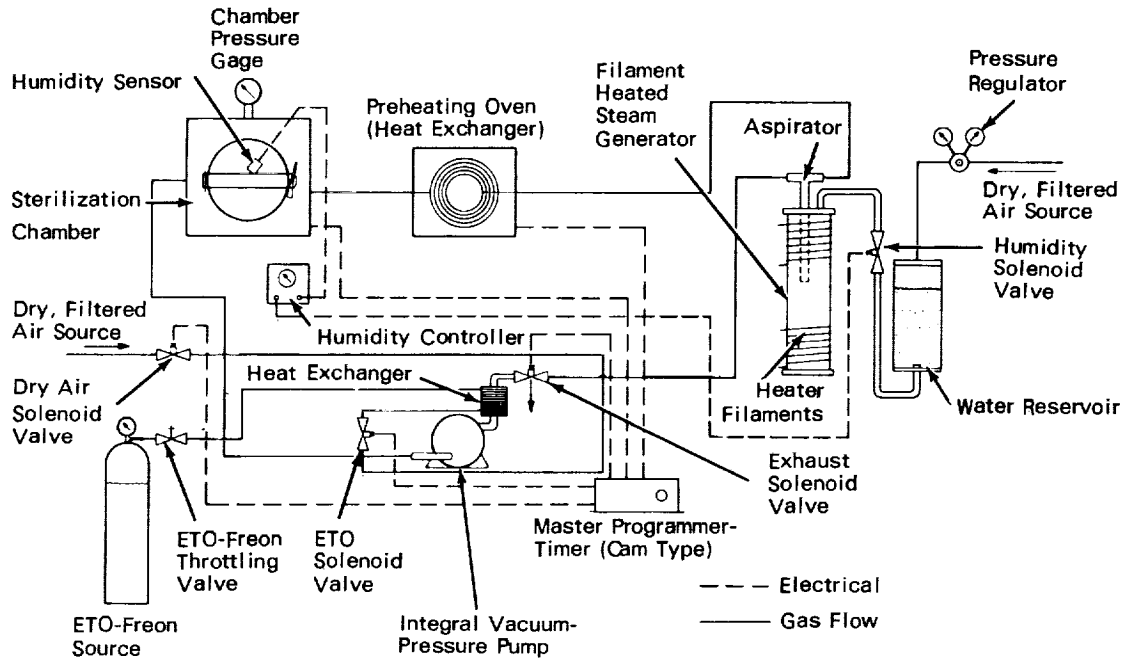 Chamber
Pressure
Gage
Humidity Sensor
Preheating Oven
(Heat Exchanger)
Filament
Heated
Steam
Generator
Aspirator
Pressure
Regulator
Sterilization
Chamber
Dry, Filtered
Air Source
Humidity
Solenoid
Valve
Dry, Filtered
Air Source
Humidity Controller
Heat Exchanger
Dry Air
Solenoid
Valve
Heater
Filaments
Water Reservoir
Exhaust
Solenoid
Valve
ETO-Freon
Throttling
Valve
ETO
Solenoid
Valve
Master Programmer-
Timer (Cam Type)
Electrical
Gas Flow
ETO-Freon
Source
Integral Vacuum-
Pressure Pump